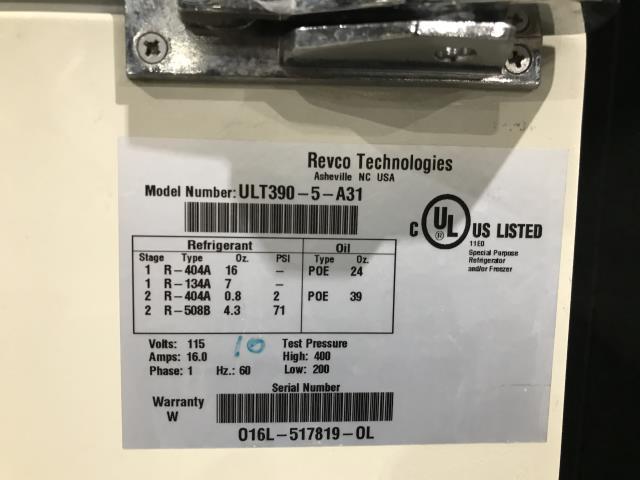 Revco Technologies
Asheville NC USA
Model Number: ULT390-5-A31
C UL ® US LISTED
11E0
Special Purpose
Refrigerator
and/or Freezer
Refrigerant Oil
Stage Type Oz. PSI Type Oz.
1 R-404A 16 - POE 24
1 R-134A 7 -
2 R-404A 0.8 2 POE 39
2 R-508B 4.3 71
Volts: 115 10 Test Pressure
Amps: 16.0 High: 400
Phase: 1 Hz.: 60 Low: 200
Serial Number
Warranty
W
O16L-517819-OL